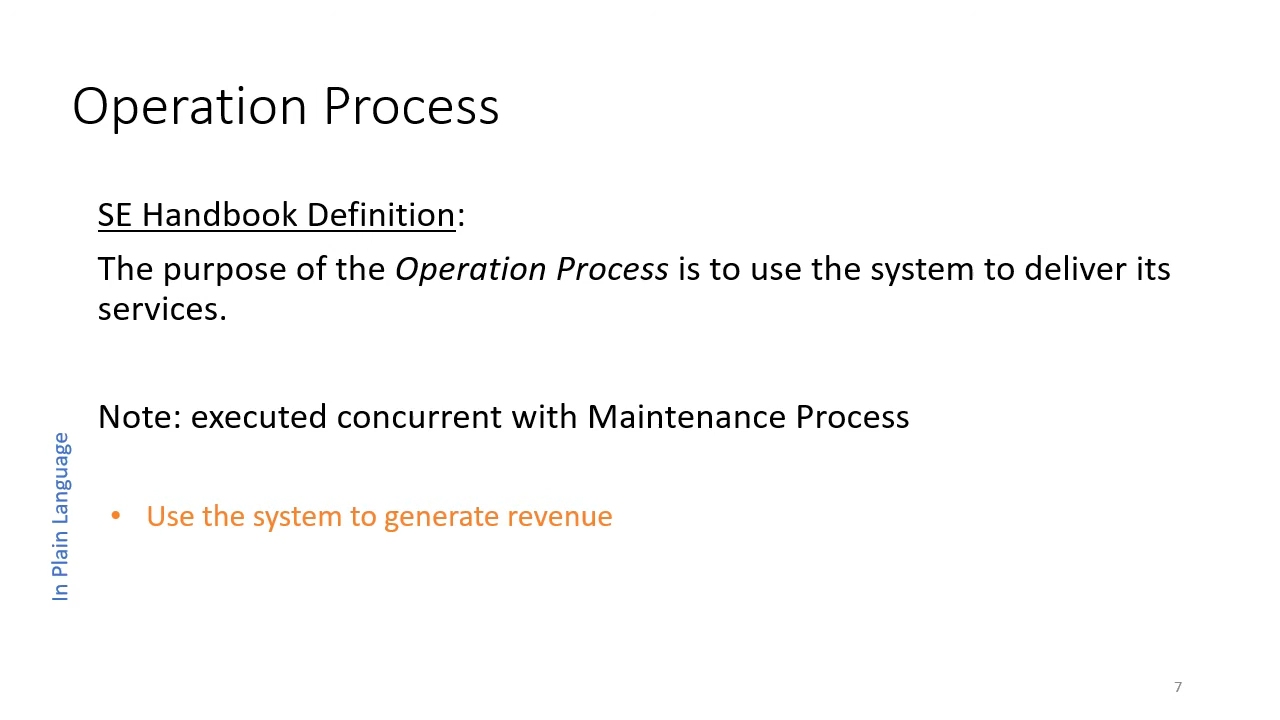 Operation Process
SE Handbook Definition:
The purpose of the Operation Process is to use the system to deliver its
services.
Note: executed concurrent with Maintenance Process
In Plain Language
• Use the system to generate revenue
7